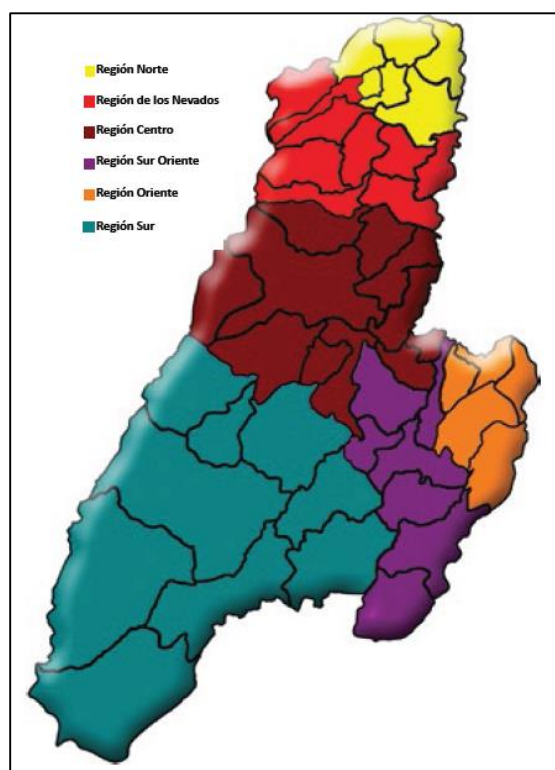 Región Norte
Región de los Nevados
Región Centro
Región Sur Oriente
Región Oriente
Región Sur